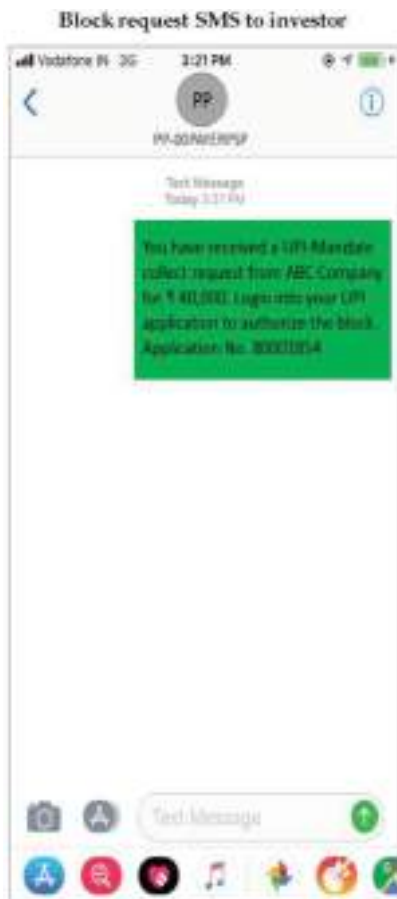 Block request SMS to investor
Vodafone IN 3G 3:21 PM
PP
Text Message
Today 3:21 PM
You have received a UPI-Mandate
collect request from ABC Company
for ₹ 40,000. Login into your UPI
application to authorize the block.
Application No.
Text Message